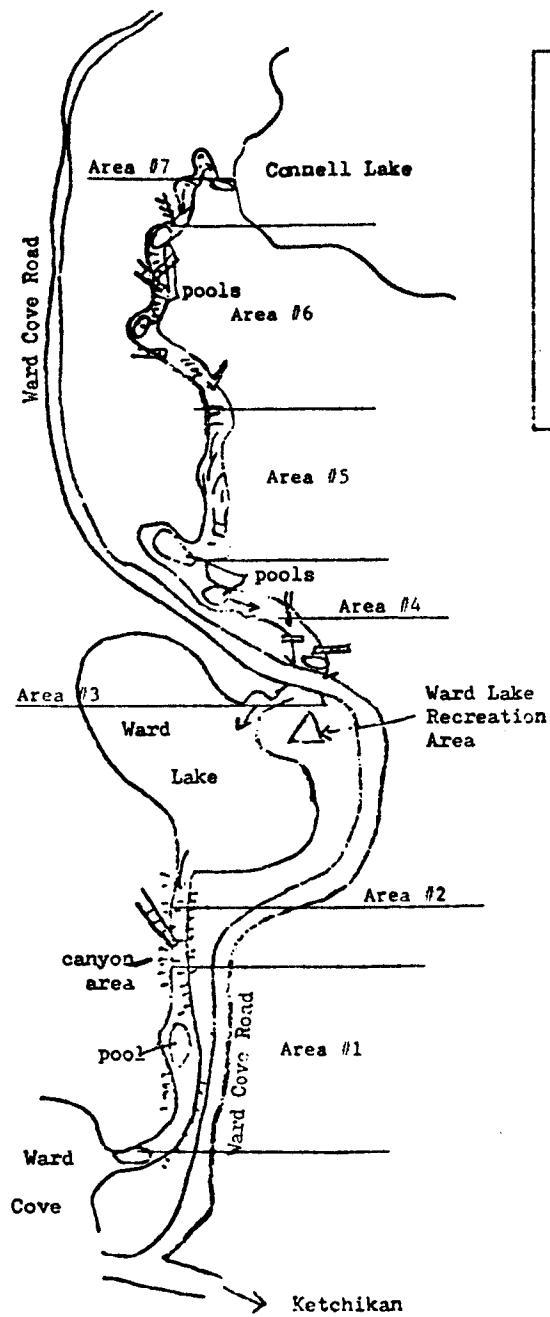 Area #7
Connell Lake
Ward Cove Road
pools
Area #6
Area #5
pools
Area #4
Area #3
Ward Lake
Recreation
Area
Ward
Lake
Area #2
canyon
area
pool
Area #1
Ward Cove Road
Ward
Cove
Ketchikan